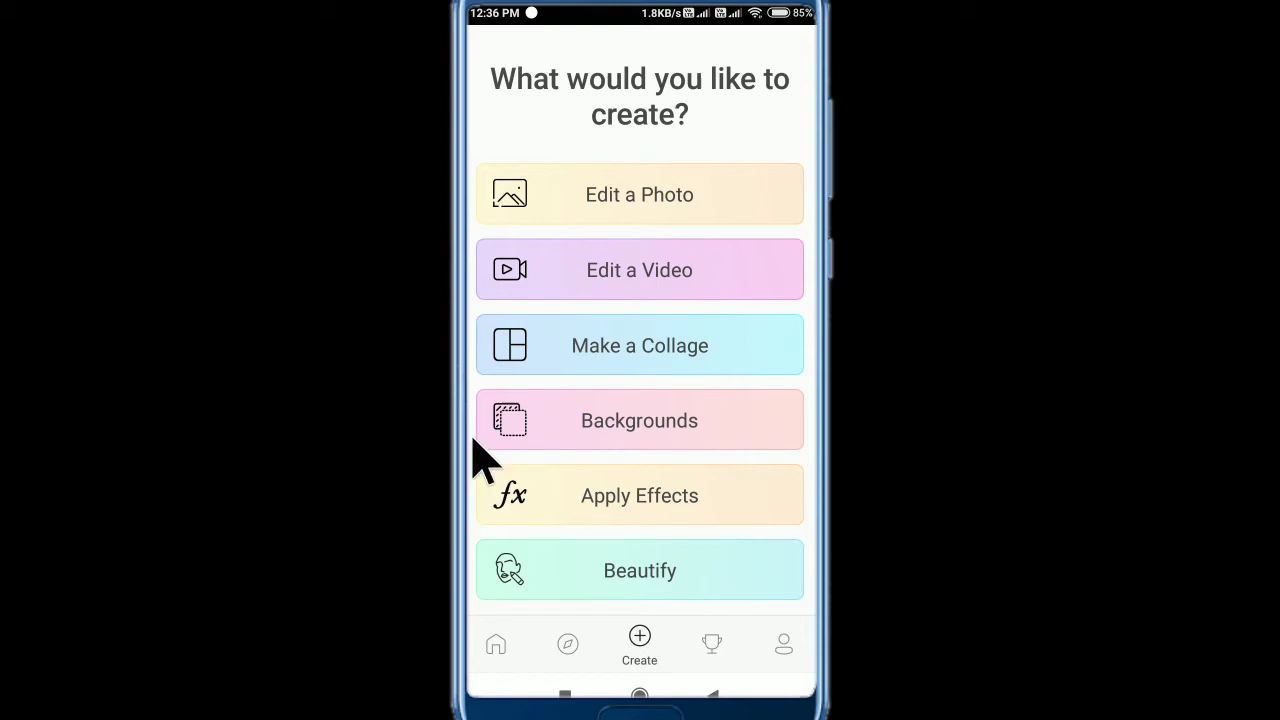 12:36 PM 1.8KB/s 85%
What would you like to
create?
Edit a Photo
Edit a Video
Make a Collage
Backgrounds
fx Apply Effects
Beautify
Create